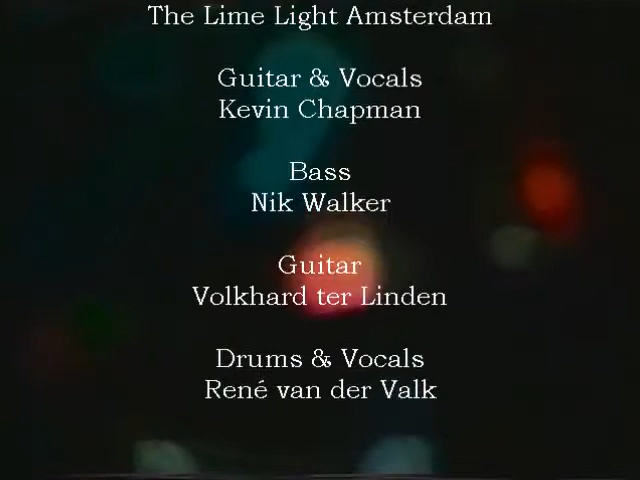 The Lime Light Amsterdam
Guitar & Vocals
Kevin Chapman
Bass
Nik Walker
Guitar
Volkhard ter Linden
Drums & Vocals
René van der Valk